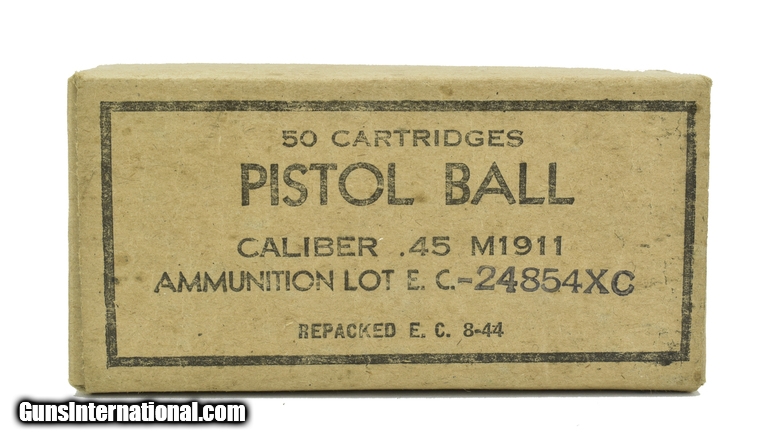 50 CARTRIDGES
PISTOL BALL
CALIBER .45 M1911
AMMUNITION LOT E. C.-24854XC
REPACKED E. C. 8-44
GunsInternational.com